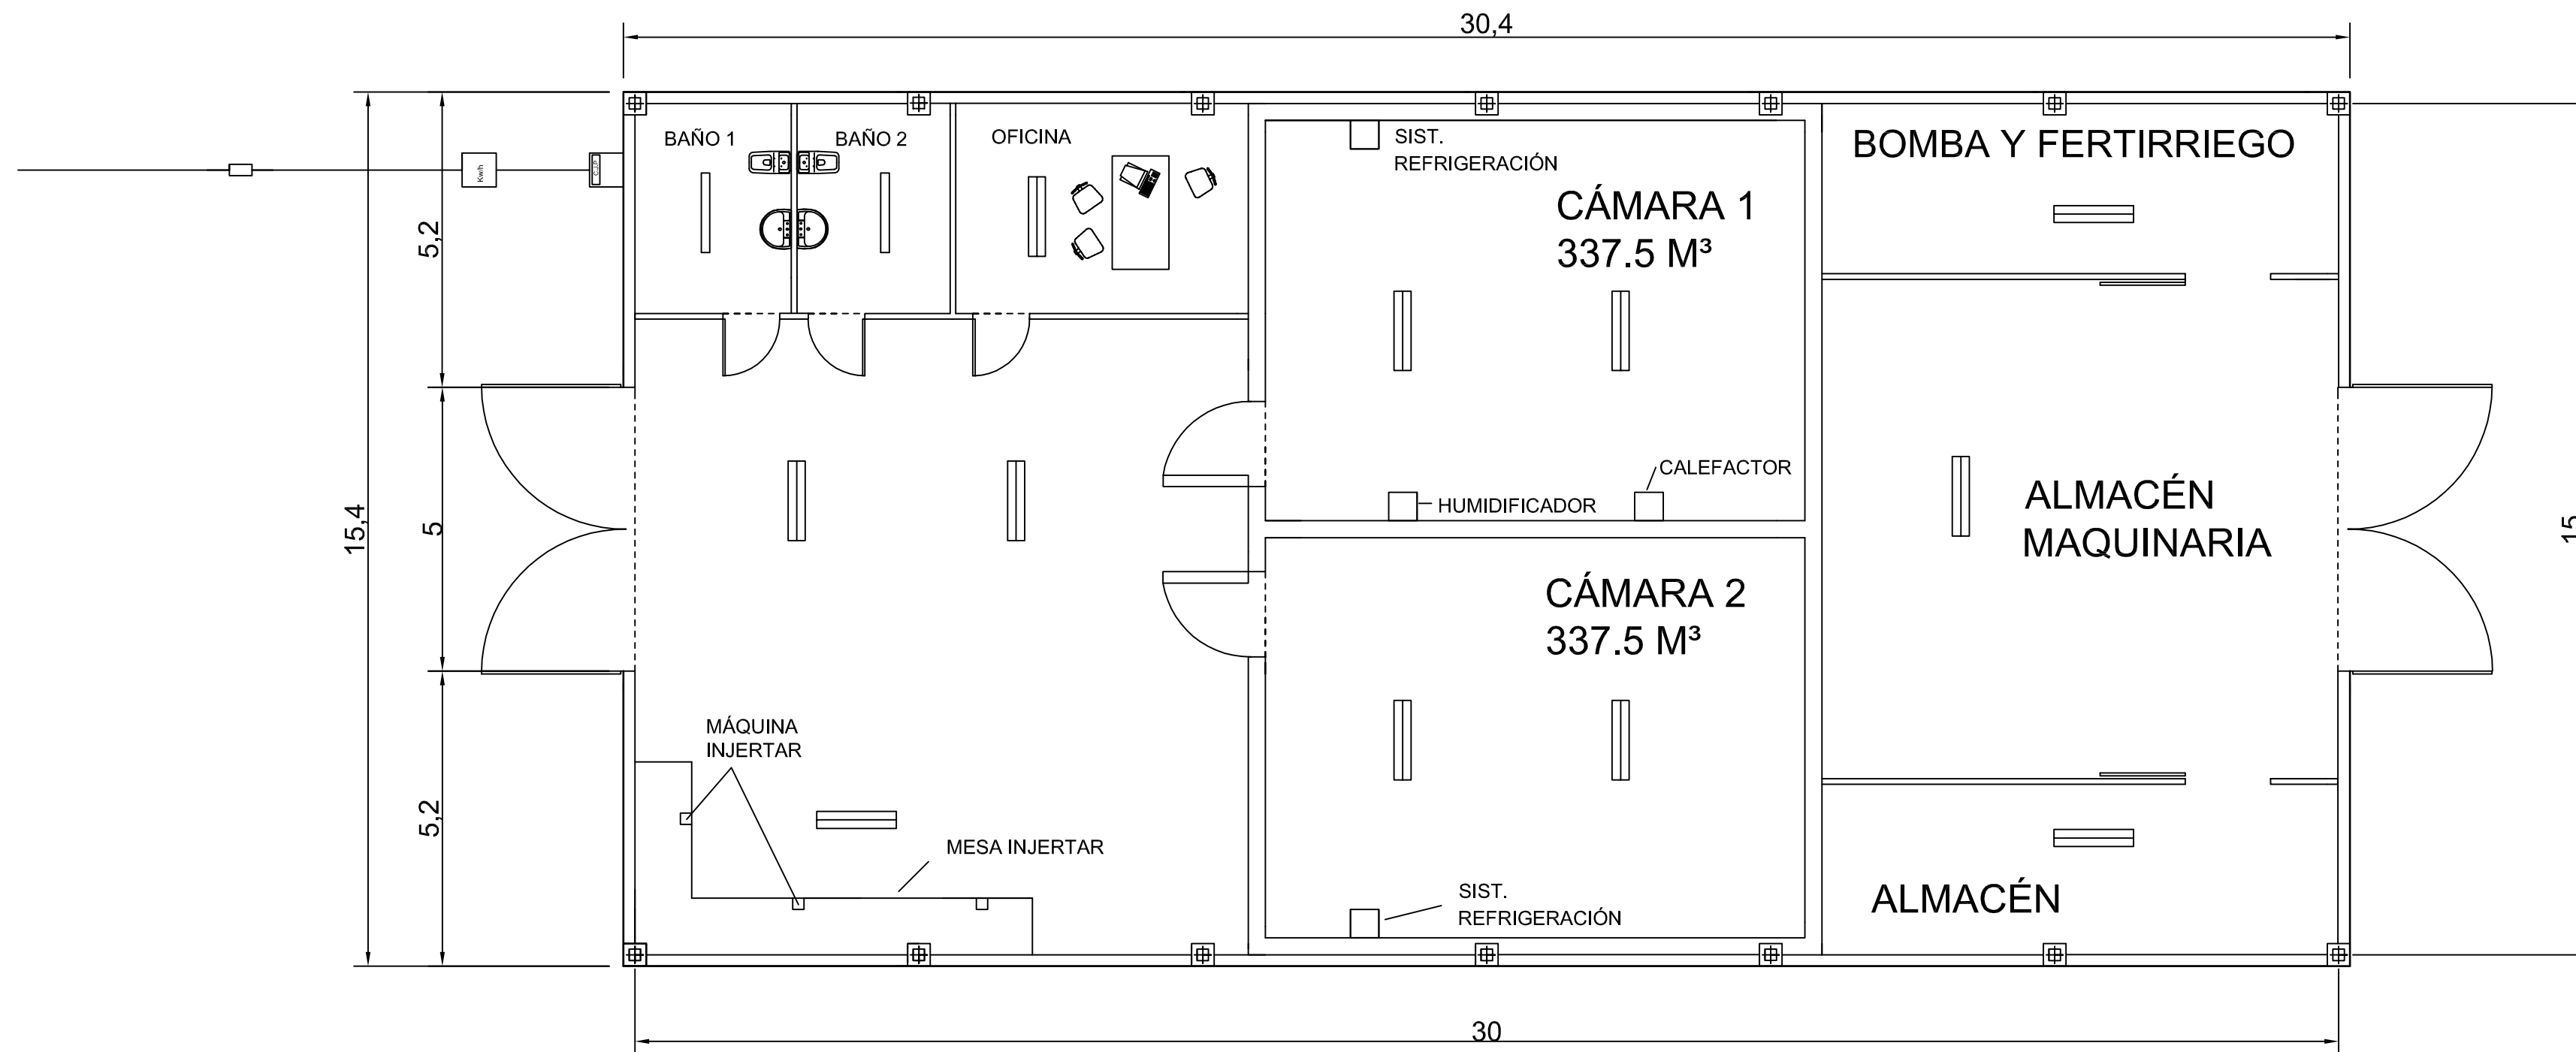 30,4
BAÑO 1
BAÑO 2
OFICINA
SIST.
REFRIGERACIÓN
BOMBA Y FERTIRRIEGO
Kwh
C.J.P
CÁMARA 1
337.5 M³
5,2
CALEFACTOR
HUMIDIFICADOR
ALMACÉN
MAQUINARIA
15,4
5
15
CÁMARA 2
337.5 M³
MÁQUINA
INJERTAR
5,2
MESA INJERTAR
SIST.
REFRIGERACIÓN
ALMACÉN
30